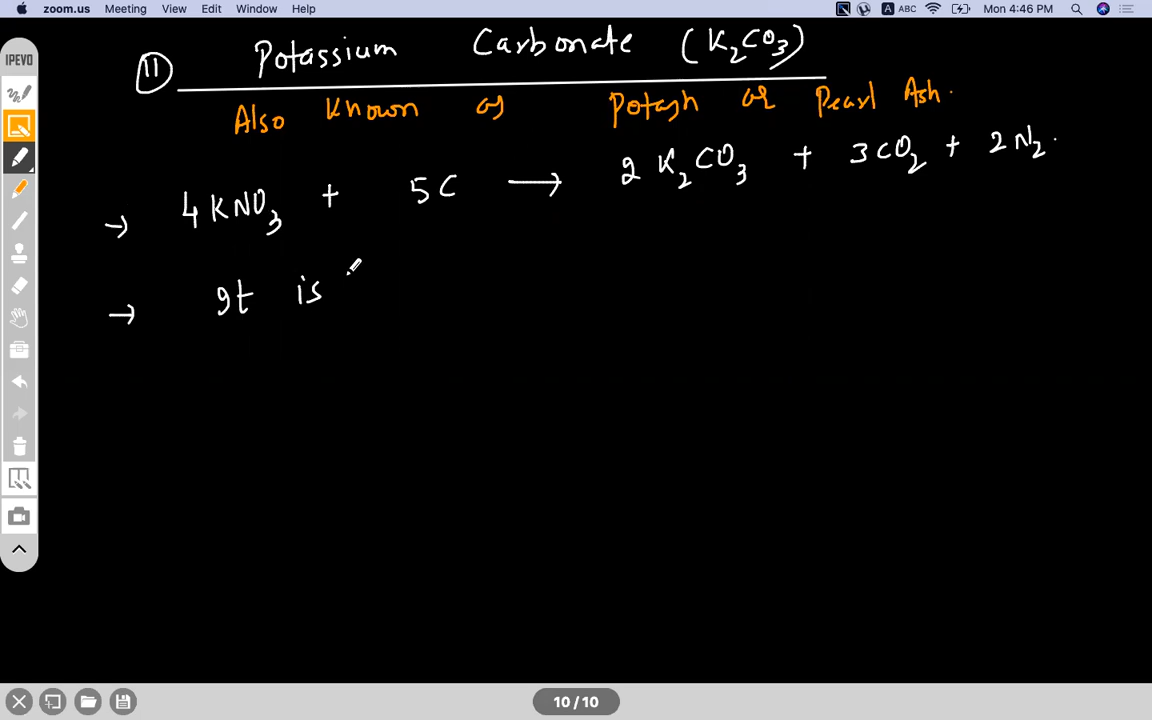 zoom.us Meeting View Edit Window Help A ABC Mon 4:46 PM
IPEVO
11 Potassium Carbonate (K₂CO₃)
Also Known as Potash or Pearl Ash.
→ 4KNO₃ + 5C → 2K₂CO₃ + 3CO₂ + 2N₂.
→ It is
10/10